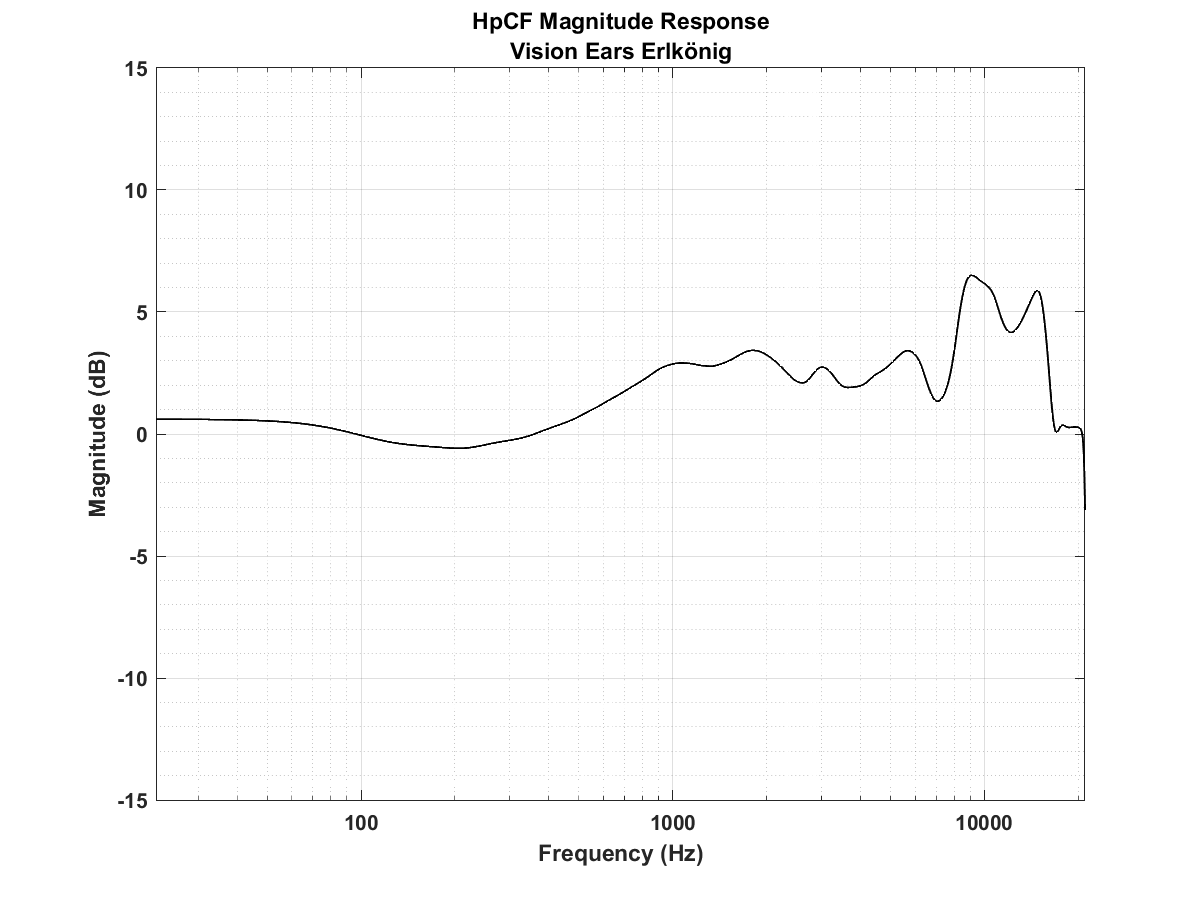 HpCF Magnitude Response
Vision Ears Erlkönig
15
10
5
0
-5
-10
-15
Magnitude (dB)
100
1000
10000
Frequency (Hz)